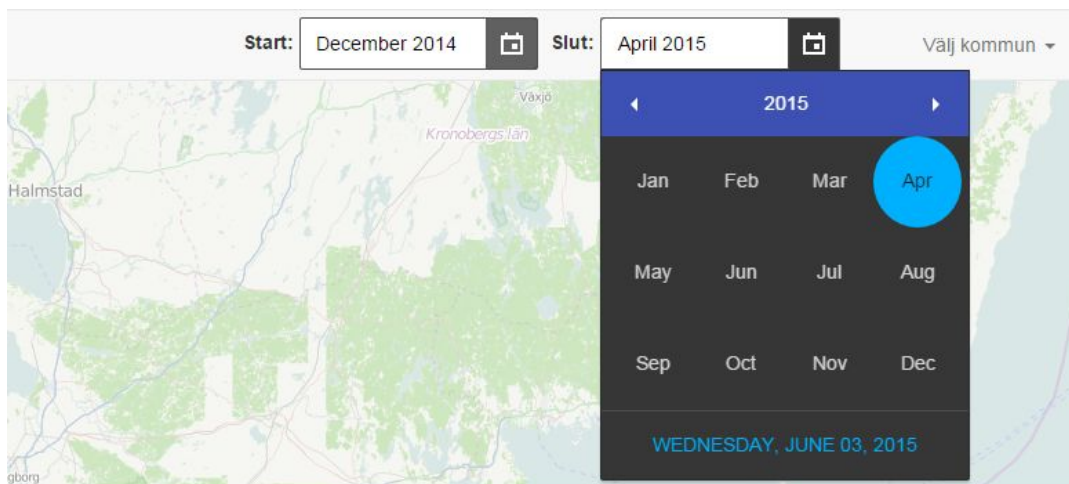 Start: December 2014 Slut: April 2015 Välj kommun
2015
Jan Feb Mar Apr
May Jun Jul Aug
Sep Oct Nov Dec
WEDNESDAY, JUNE 03, 2015
Växjö
Kronobergs län
Halmstad
gborg